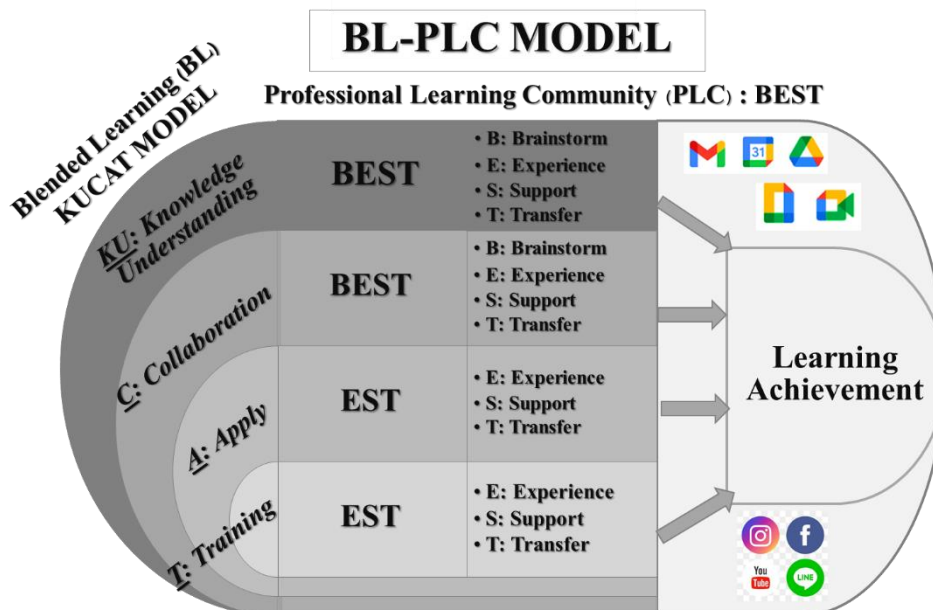 BL-PLC MODEL
Blended Learning (BL)
KUCAT MODEL
Professional Learning Community (PLC) : BEST
KU: Knowledge
Understanding
BEST
• B: Brainstorm
• E: Experience
• S: Support
• T: Transfer
31
C: Collaboration
BEST
• B: Brainstorm
• E: Experience
• S: Support
• T: Transfer
A: Apply
EST
• E: Experience
• S: Support
• T: Transfer
Learning
Achievement
T: Training
EST
• E: Experience
• S: Support
• T: Transfer
f
You
Tube
LINE